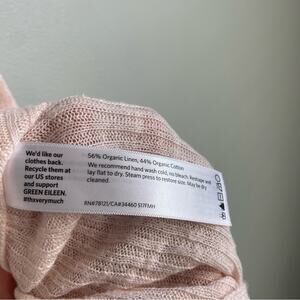 We'd like our
clothes back.
Recycle them at
our US stores
and support
GREEN EILEEN.
#thxverymuch
56% Organic Linen, 44% Organic Cotton
We recommend hand wash cold, no bleach. Reshape and
lay flat to dry. Steam press to restore size. May be dry
cleaned.
RN#78121/CA#34460 S17FMH